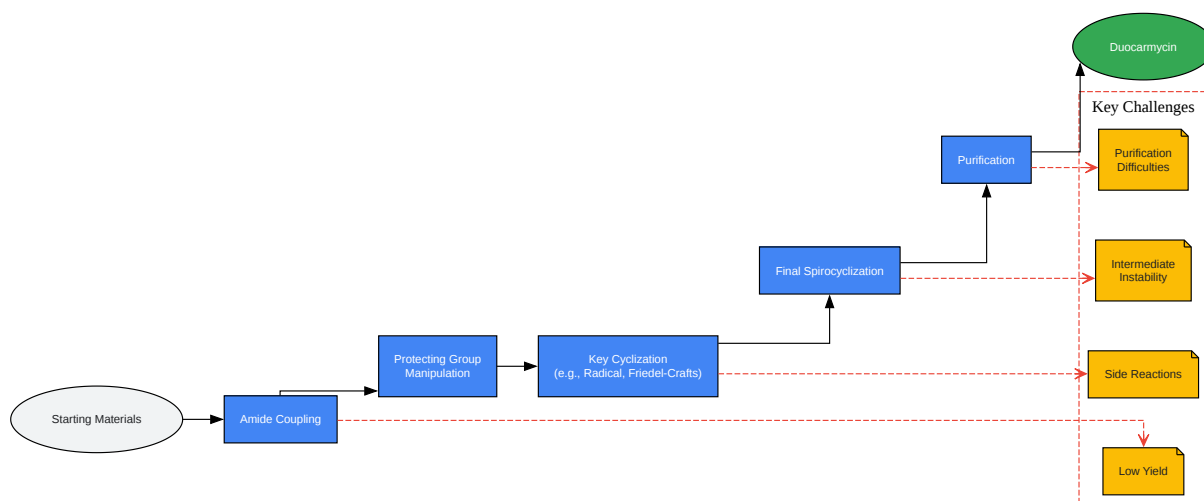 Duocarmycin
Key Challenges
Purification
Purification
Difficulties
Final Spirocyclization
Intermediate
Instability
Protecting Group
Manipulation
Key Cyclization
(e.g., Radical, Friedel-Crafts)
Side Reactions
Starting Materials
Amide Coupling
Low Yield